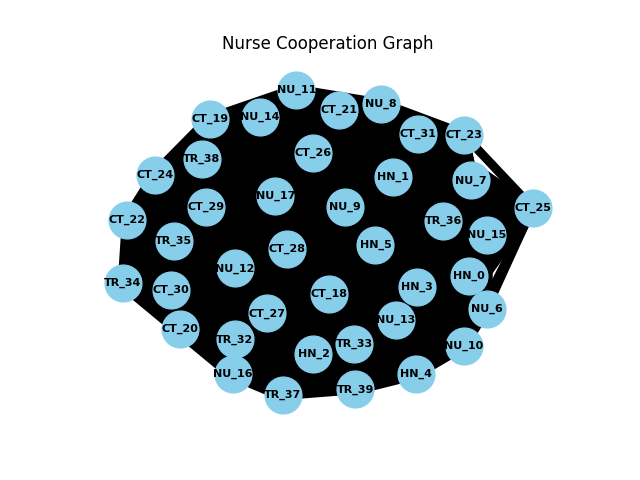 Nurse Cooperation Graph
NU_11
NU_8
CT_21
NU_14
CT_19
CT_31
CT_23
CT_26
TR_38
CT_24
HN_1
NU_7
NU_17
CT_29
NU_9
CT_25
CT_22
TR_36
NU_15
TR_35
HN_5
CT_28
NU_12
HN_0
TR_34
CT_30
HN_3
CT_18
NU_6
CT_27
NU_13
CT_20
TR_32
TR_33
NU_10
HN_2
NU_16
HN_4
TR_39
TR_37